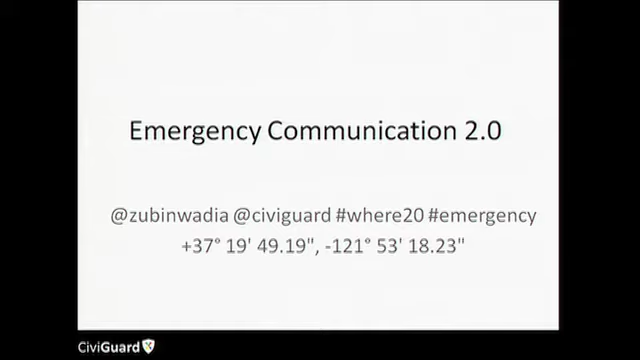 Emergency Communication 2.0
@zubinwadia @civiguard #where20 #emergency
+37° 19' 49.19", -121° 53' 18.23"
CiviGuard